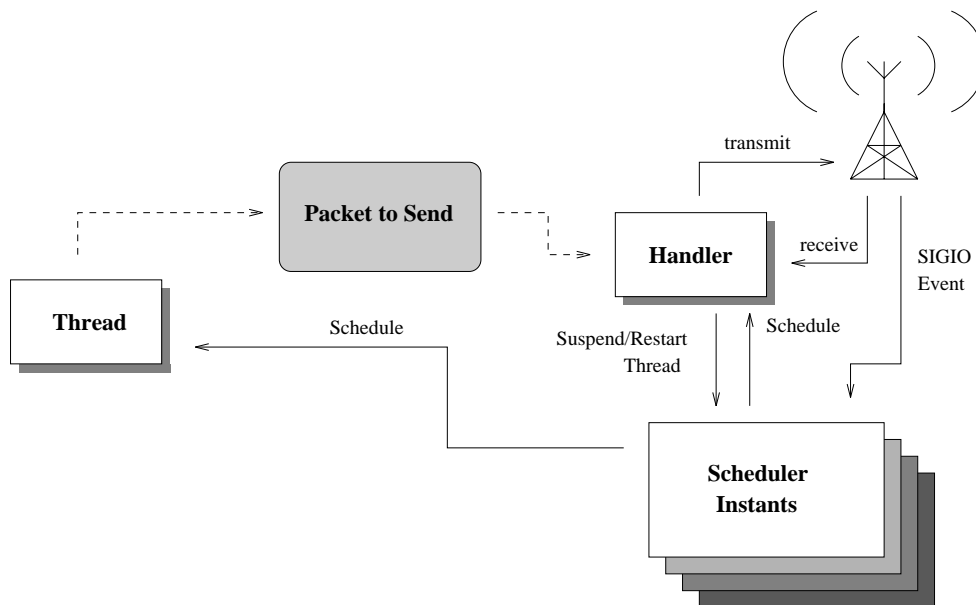 transmit
Packet to Send
Handler
receive
SIGIO
Event
Thread
Schedule
Suspend/Restart
Thread
Schedule
Scheduler
Instants